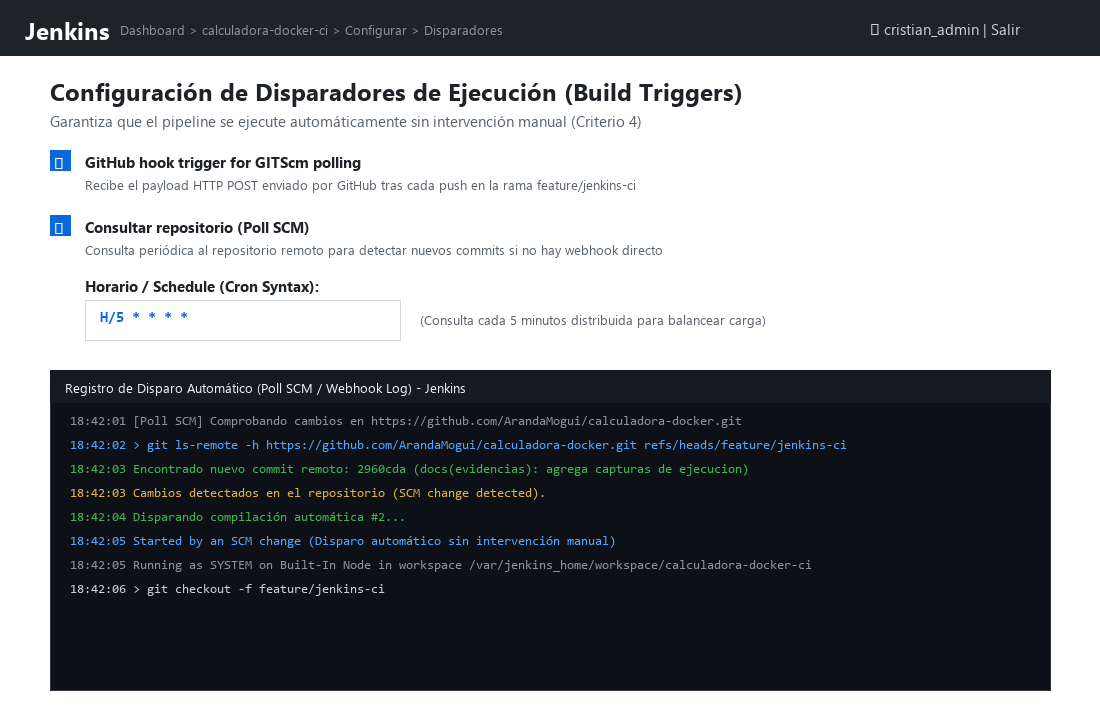 Jenkins
Dashboard > calculadora-docker-ci > Configurar > Disparadores
cristian_admin | Salir
Configuración de Disparadores de Ejecución (Build Triggers)
Garantiza que el pipeline se ejecute automáticamente sin intervención manual (Criterio 4)
GitHub hook trigger for GITScm polling
Recibe el payload HTTP POST enviado por GitHub tras cada push en la rama feature/jenkins-ci
Consultar repositorio (Poll SCM)
Consulta periódica al repositorio remoto para detectar nuevos commits si no hay webhook directo
Horario / Schedule (Cron Syntax):
H/5 * * * *
(Consulta cada 5 minutos distribuida para balancear carga)
Registro de Disparo Automático (Poll SCM / Webhook Log) - Jenkins
18:42:01 [Poll SCM] Comprobando cambios en https://github.com/ArandaMogui/calculadora-docker.git
18:42:02 > git ls-remote -h https://github.com/ArandaMogui/calculadora-docker.git refs/heads/feature/jenkins-ci
18:42:03 Encontrado nuevo commit remoto: 2960cda (docs(evidencias): agrega capturas de ejecucion)
18:42:03 Cambios detectados en el repositorio (SCM change detected).
18:42:04 Disparando compilación automática #2...
18:42:05 Started by an SCM change (Disparo automático sin intervención manual)
18:42:05 Running as SYSTEM on Built-In Node in workspace /var/jenkins_home/workspace/calculadora-docker-ci
18:42:06 > git checkout -f feature/jenkins-ci